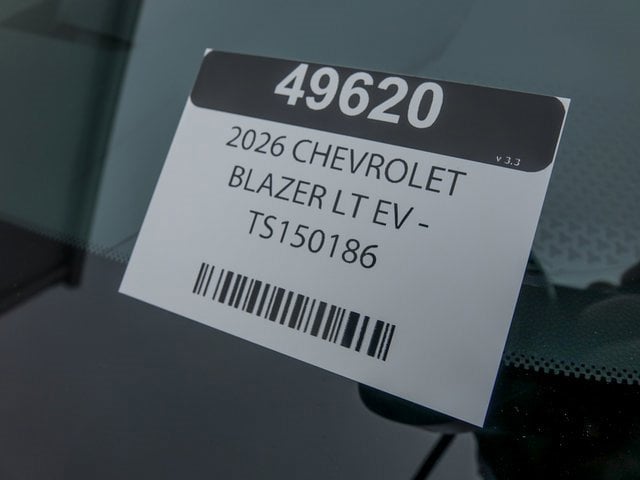 49620
v 3.3
2026 CHEVROLET
BLAZER LT EV -
TS150186